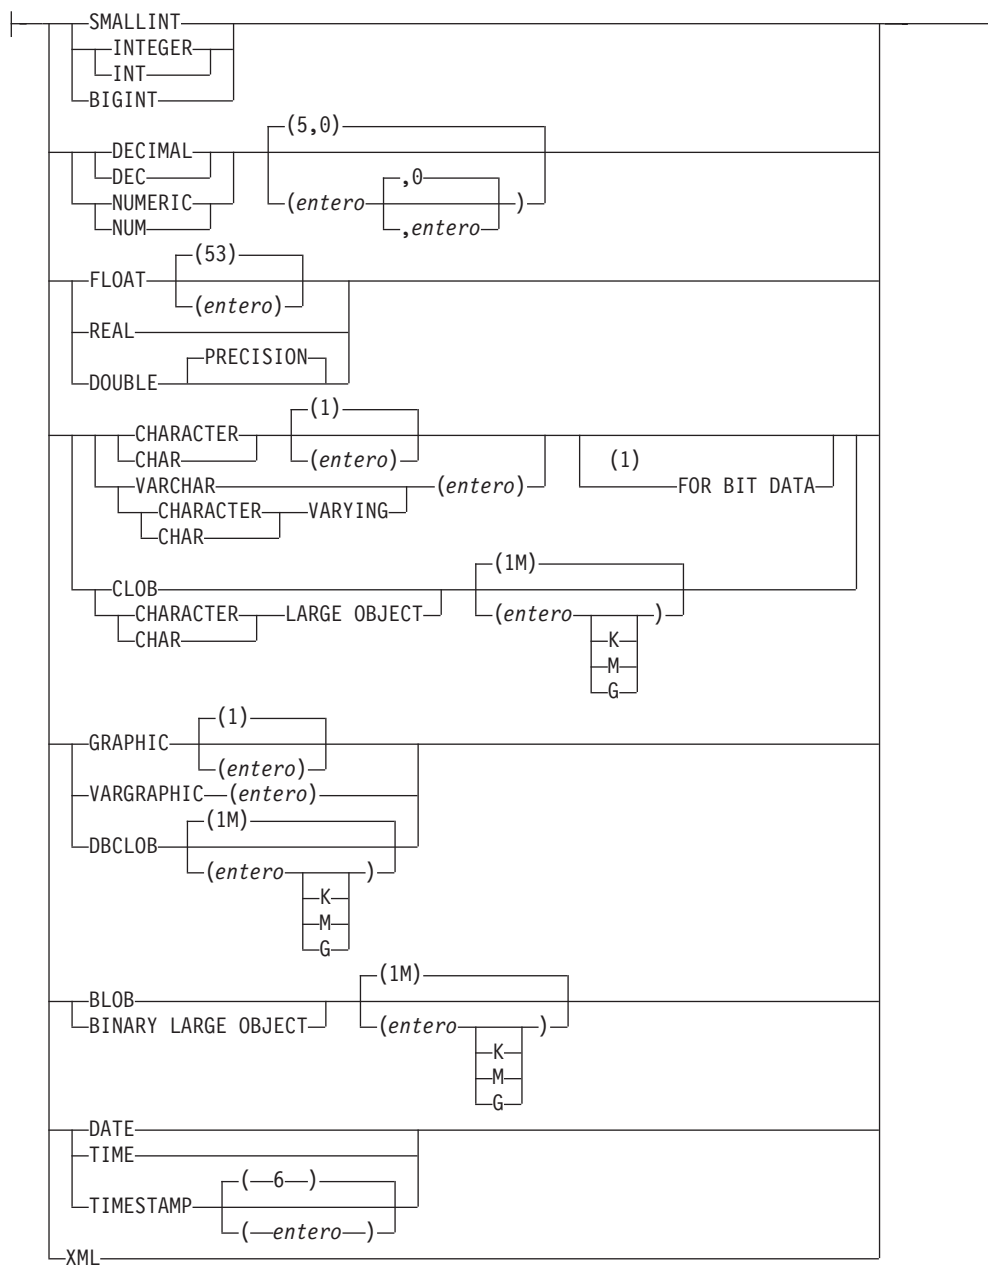 SMALLINT
INTEGER
INT
BIGINT
(5,0)
DECIMAL
DEC
,0
NUMERIC
(entero )
NUM
,entero
(53)
FLOAT
(entero)
REAL
PRECISION
DOUBLE
(1)
CHARACTER
CHAR
(entero)
(1)
VARCHAR
(entero)
FOR BIT DATA
CHARACTER VARYING
CHAR
(1M)
CLOB
CHARACTER LARGE OBJECT
(entero )
CHAR
K
M
G
(1)
GRAPHIC
(entero)
VARGRAPHIC (entero)
(1M)
DBCLOB
(entero )
K
M
G
(1M)
BLOB
BINARY LARGE OBJECT
(entero )
K
M
G
DATE
TIME
( 6 )
TIMESTAMP
( entero )
XML